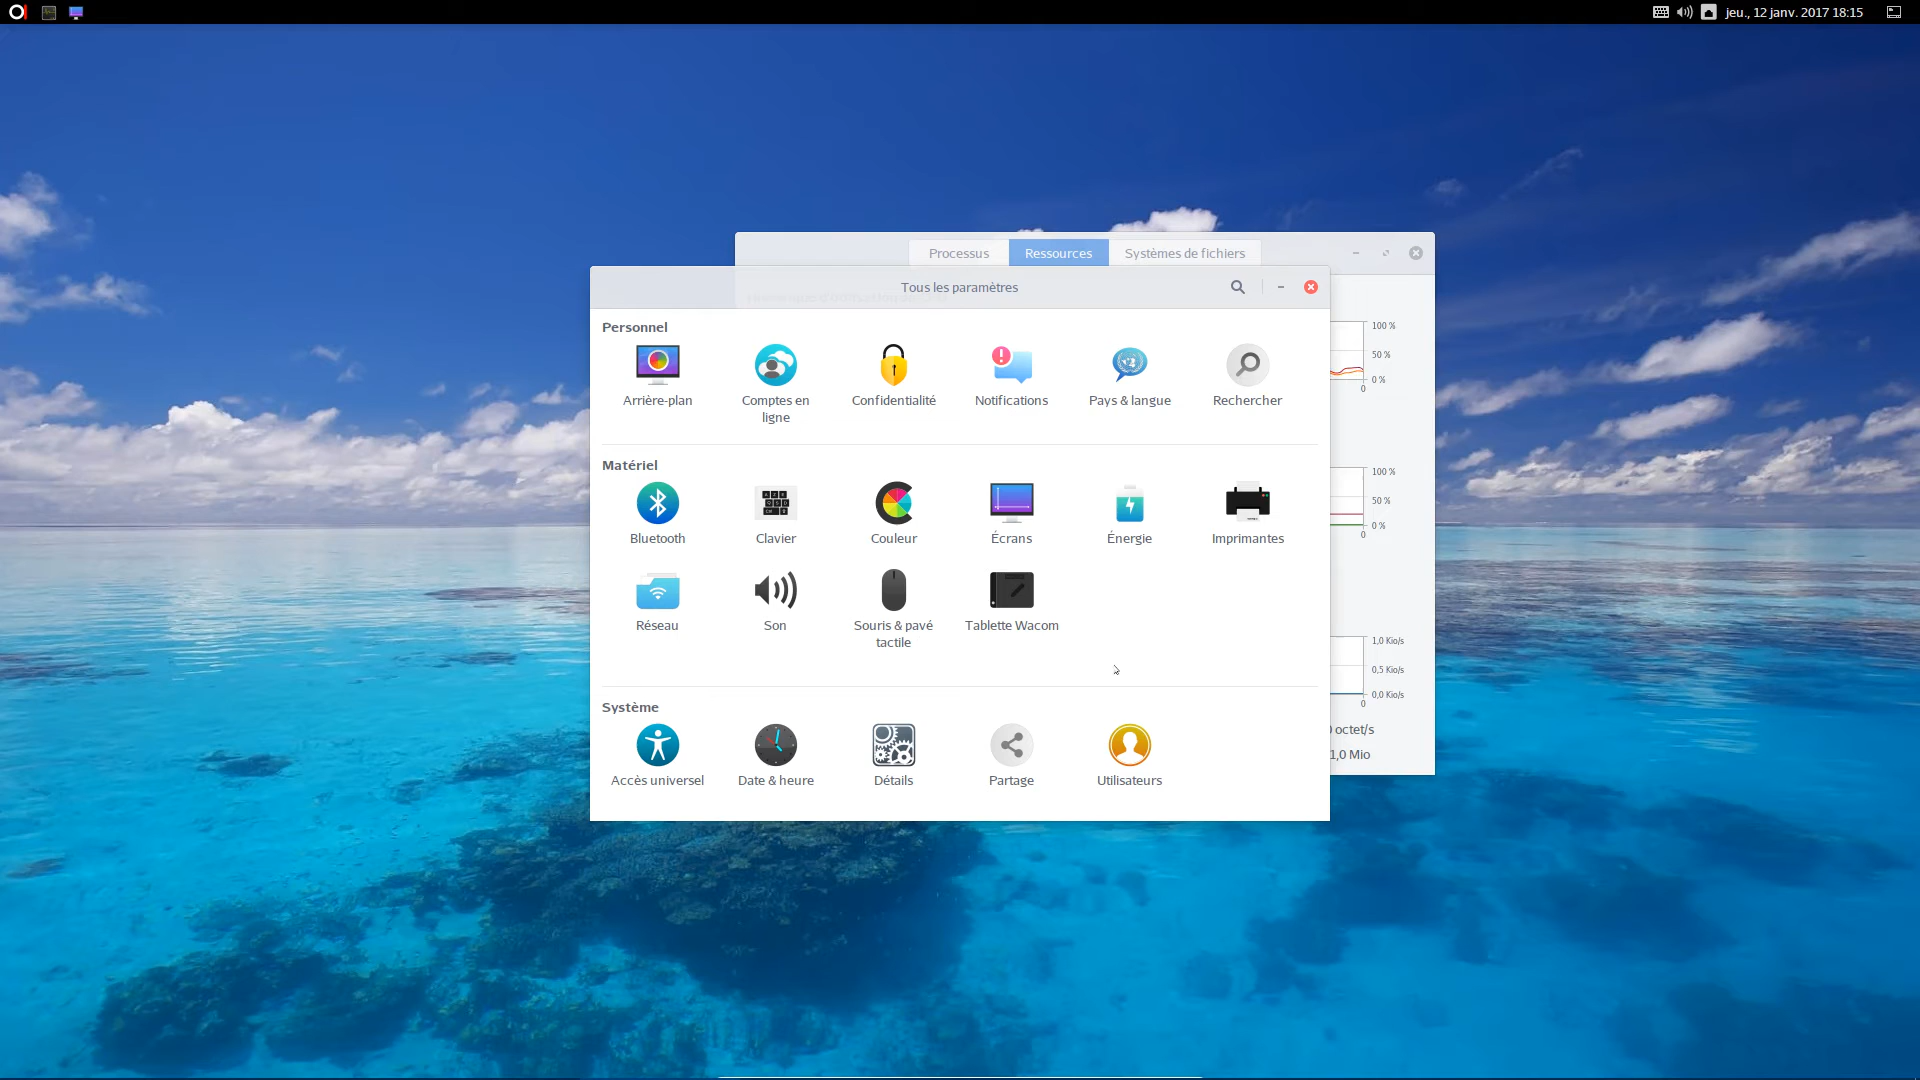 jeu., 12 janv. 2017 18:15
Processus
Ressources
Systèmes de fichiers
Tous les paramètres
Personnel
Arrière-plan
Comptes en
ligne
Confidentialité
Notifications
Pays & langue
Rechercher
Matériel
Bluetooth
Clavier
Couleur
Écrans
Énergie
Imprimantes
Réseau
Son
Souris & pavé
tactile
Tablette Wacom
Système
Accès universel
Date & heure
Détails
Partage
Utilisateurs
100 %
50 %
0 %
0
100 %
50 %
0 %
0
1,0 Kio/s
0,5 Kio/s
0,0 Kio/s
0
octet/s
1,0 Mio